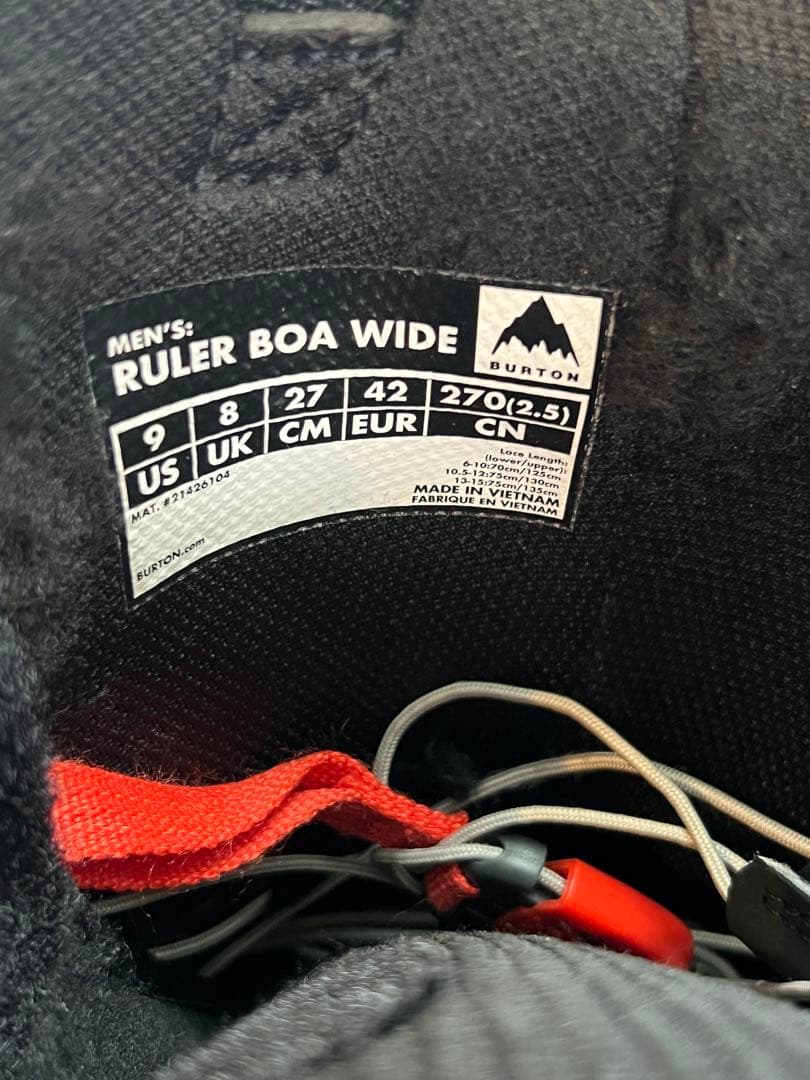 MEN'S:
RULER BOA WIDE
BURTON
9 8 27 42 270(2.5)
US UK CM EUR CN
MAT. #21426104
Lace Length:
(lower/upper):
6-10:70cm/125cm
10.5-12:75cm/130cm
13-15:75cm/135cm
MADE IN VIETNAM
FABRIQUE EN VIETNAM
BURTON.com